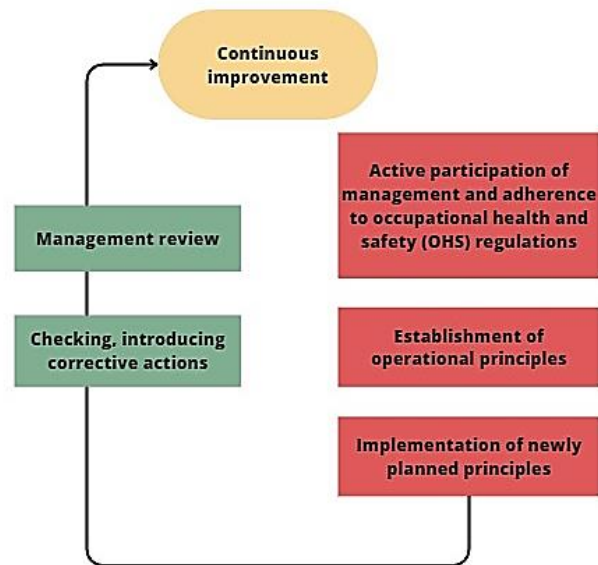 Continuous
improvement
Active participation of
management and adherence
to occupational health and
safety (OHS) regulations
Management review
Establishment of
operational principles
Checking, introducing
corrective actions
Implementation of newly
planned principles